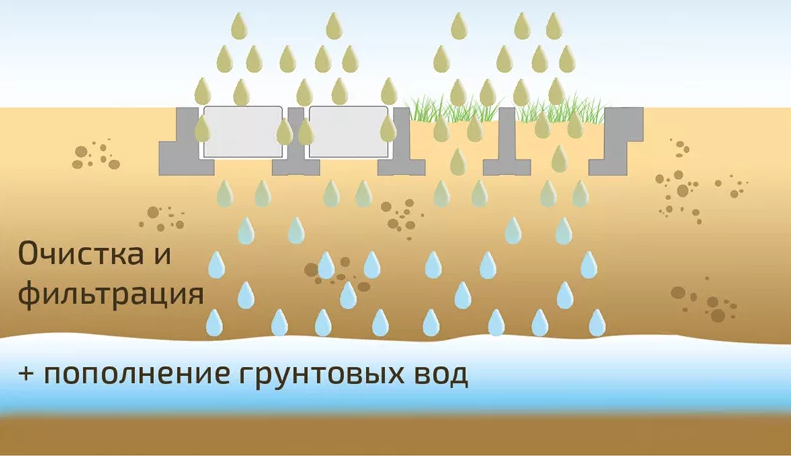 Очистка и
фильтрация
+ пополнение грунтовых вод